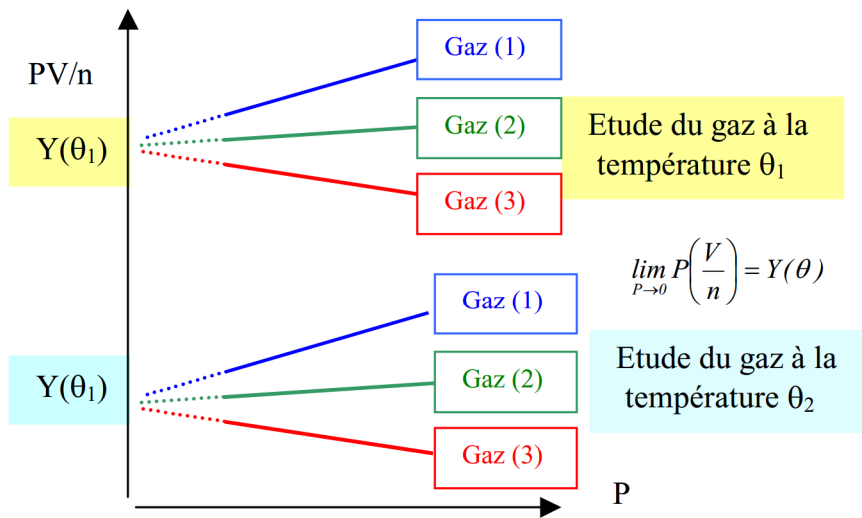 PV/n
Gaz (1)
Y(θ₁)
Gaz (2)
Etude du gaz à la
température θ₁
Gaz (3)
lim P(V/n) = Y(θ)
P→0
Gaz (1)
Y(θ₁)
Gaz (2)
Etude du gaz à la
température θ₂
Gaz (3)
P